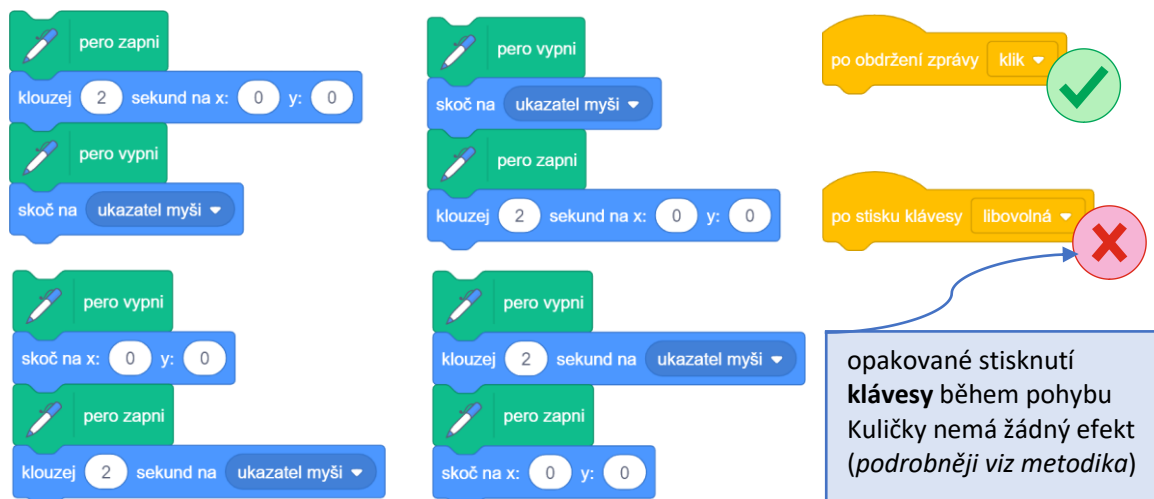 pero zapni
klouzej 2 sekund na x: 0 y: 0
pero vypni
skoč na ukazatel myši
pero vypni
skoč na ukazatel myši
pero zapni
klouzej 2 sekund na x: 0 y: 0
po obdržení zprávy klik
po stisku klávesy libovolná
pero vypni
skoč na x: 0 y: 0
pero zapni
klouzej 2 sekund na ukazatel myši
pero vypni
klouzej 2 sekund na ukazatel myši
pero zapni
skoč na x: 0 y: 0
opakované stisknutí
klávesy během pohybu
Kuličky nemá žádný efekt
(podrobněji viz metodika)